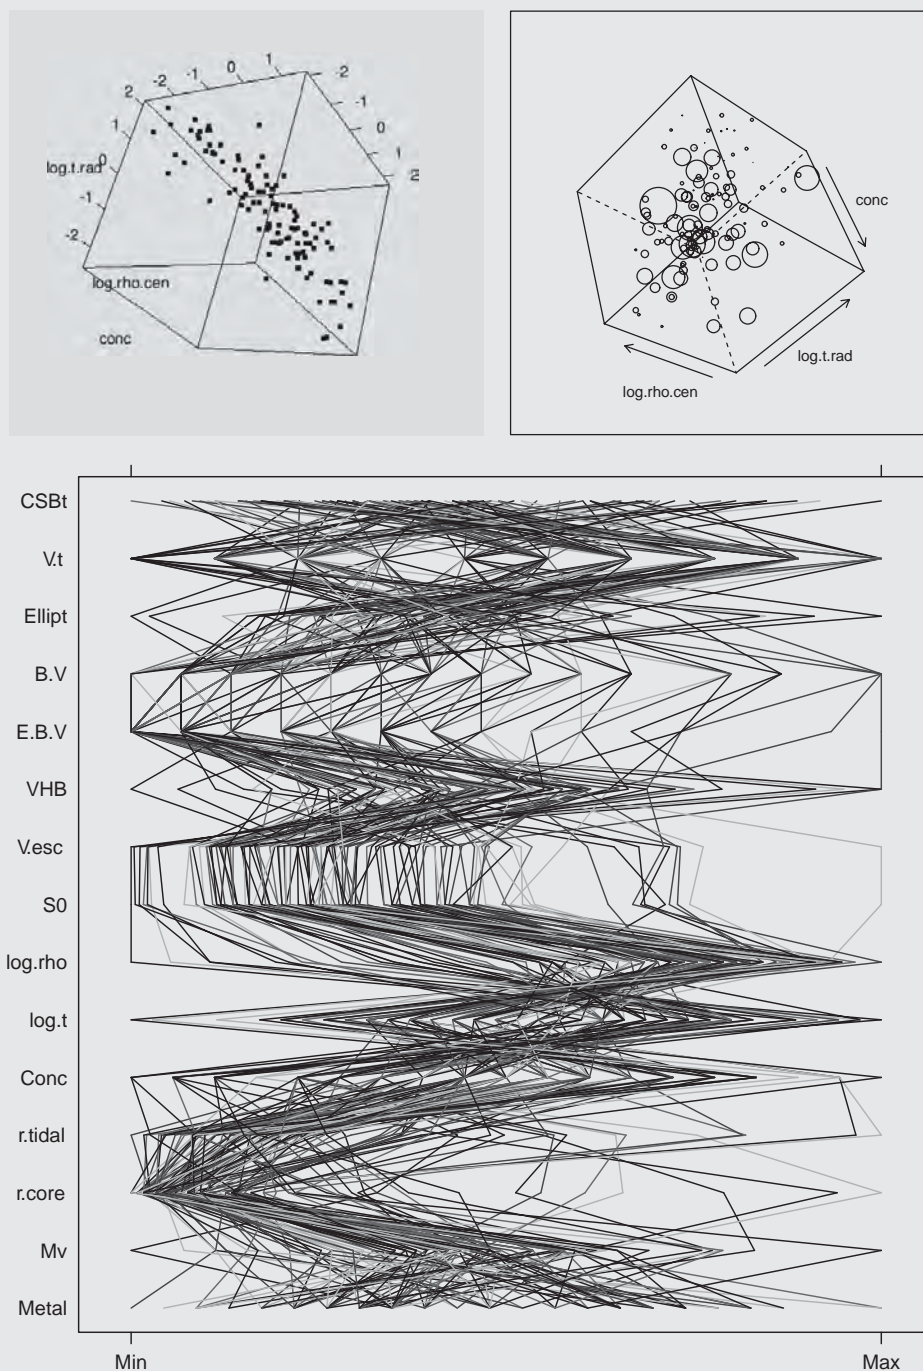 2 -2 -1 0 1
-2
-1
0
1
2
1
log.t.rad 0
-1
-2
log.rho.cen
conc
conc
log.t.rad
log.rho.cen
CSBt
V.t
Ellipt
B.V
E.B.V
VHB
V.esc
S0
log.rho
log.t
Conc
r.tidal
r.core
Mv
Metal
Min Max